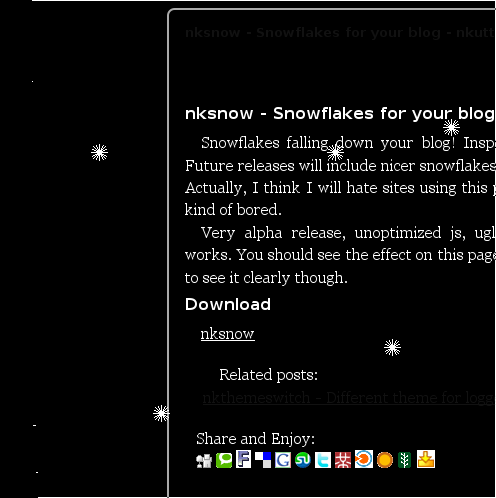 nksnow - Snowflakes for your blog - nkutt
nksnow - Snowflakes for your blog
Snowflakes falling down your blog! Insp
Future releases will include nicer snowflakes
Actually, I think I will hate sites using this
kind of bored.
Very alpha release, unoptimized js, ugl
works. You should see the effect on this page
to see it clearly though.
Download
nksnow
Related posts:
nkthemeswitch - Different theme for logg
Share and Enjoy: